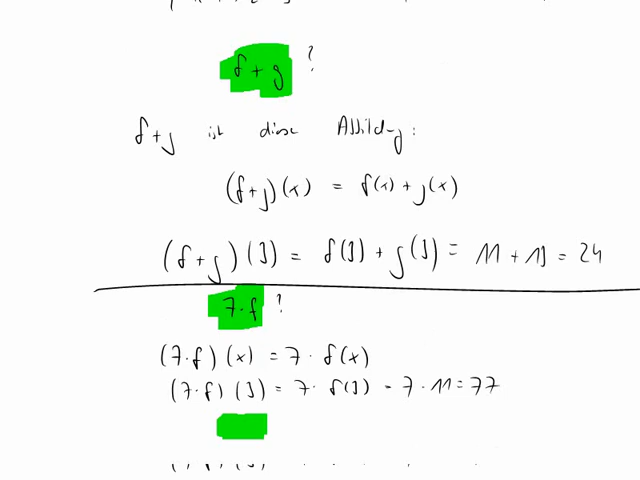 f + g ?
f+g ist diese Abbildung:
(f+g)(x) = f(x) + g(x)
(f+g)(3) = f(3) + g(3) = 11 + 13 = 24
7·f ?
(7·f)(x) = 7 · f(x)
(7·f)(3) = 7 · f(3) = 7 · 11 = 77